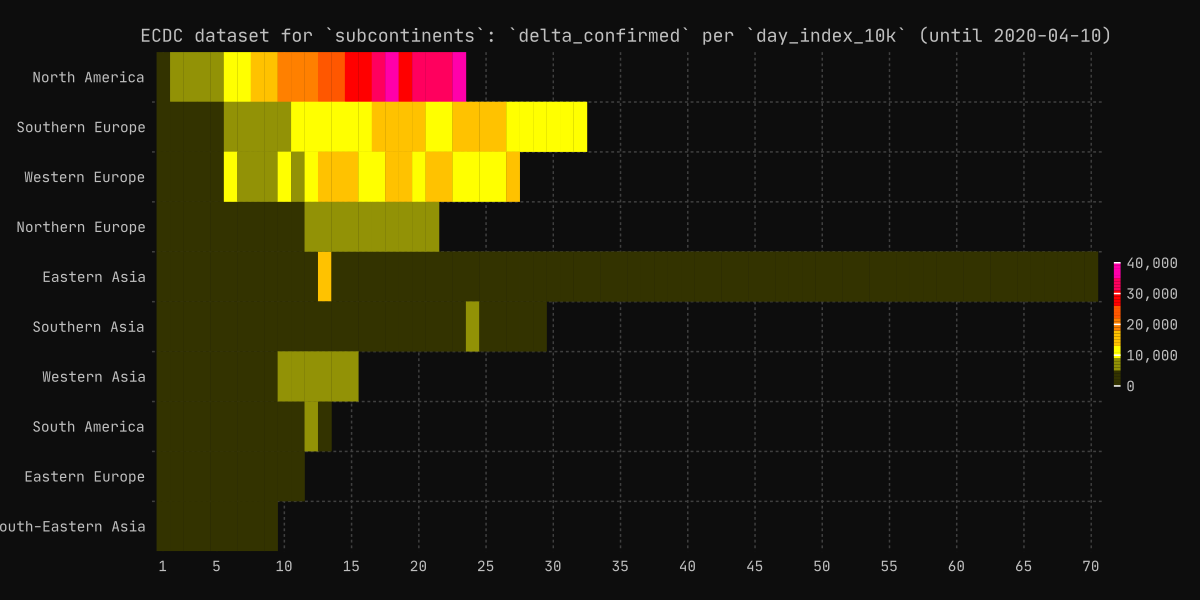 ECDC dataset for `subcontinents`: `delta_confirmed` per `day_index_10k` (until 2020-04-10)
North America
Southern Europe
Western Europe
Northern Europe
Eastern Asia
Southern Asia
Western Asia
South America
Eastern Europe
outh-Eastern Asia
40,000
30,000
20,000
10,000
0
1 5 10 15 20 25 30 35 40 45 50 55 60 65 70